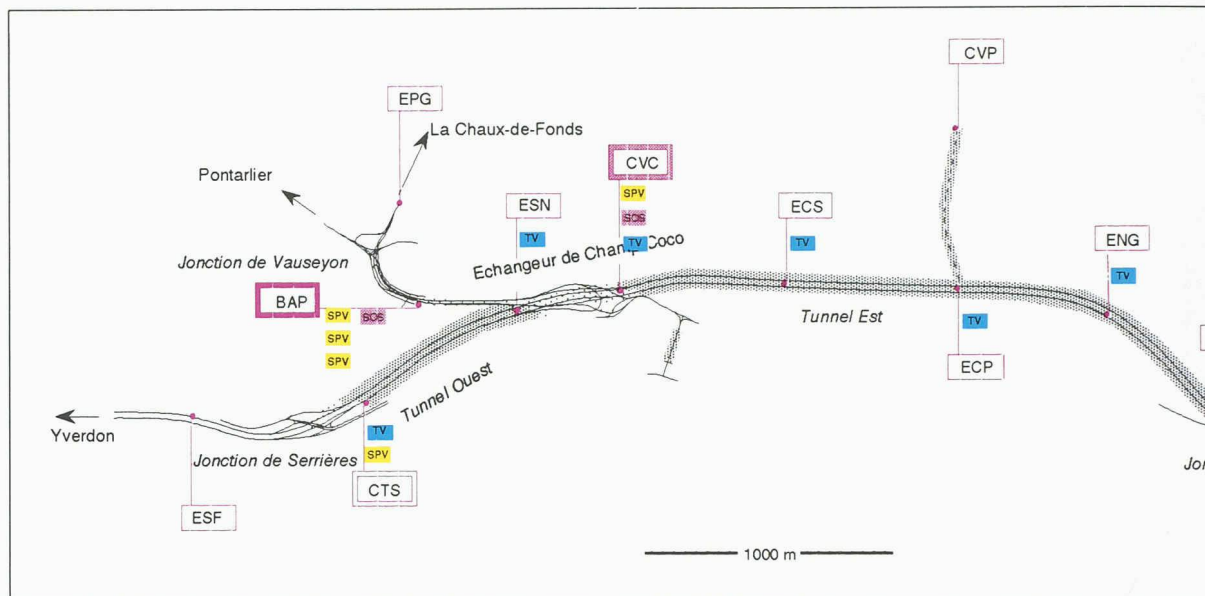 CVP
EPG
La Chaux-de-Fonds
CVC
Pontarlier
SPV
ESN
SOS
ECS
TV
TV
TV
ENG
Echangeur de Champ Coco
TV
Jonction de Vauseyon
BAP
SPV
SOS
SPV
SPV
Tunnel Est
TV
ECP
Tunnel Ouest
Yverdon
TV
Jonction de Serrières
SPV
CTS
ESF
1000 m